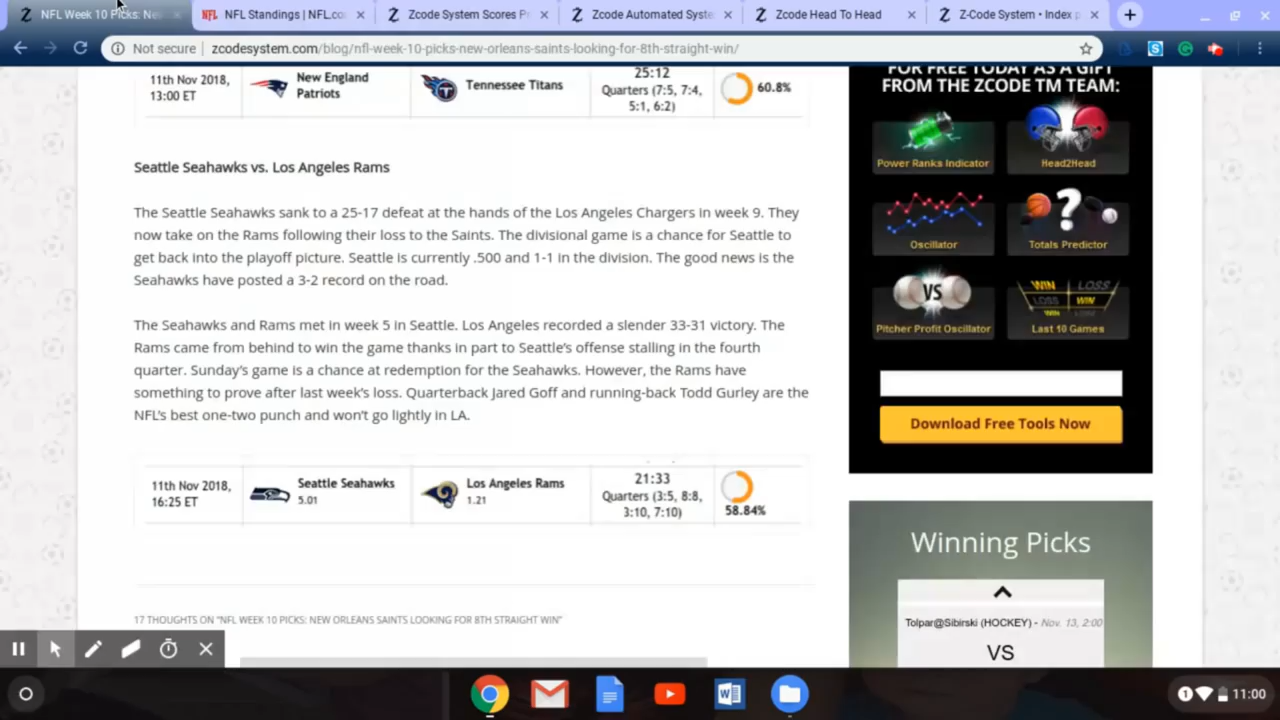 NFL Week 10 Picks: Ne
NFL Standings | NFL.co
Zcode System Scores P
Zcode Automated Syste
Zcode Head To Head
Z-Code System • Index p
Not secure | zcodesystem.com/blog/nfl-week-10-picks-new-orleans-saints-looking-for-8th-straight-win/
11th Nov 2018, 13:00 ET
New England Patriots
Tennessee Titans
25:12
Quarters (7:5, 7:4, 5:1, 6:2)
60.8%
Seattle Seahawks vs. Los Angeles Rams
The Seattle Seahawks sank to a 25-17 defeat at the hands of the Los Angeles Chargers in week 9. They
now take on the Rams following their loss to the Saints. The divisional game is a chance for Seattle to
get back into the playoff picture. Seattle is currently .500 and 1-1 in the division. The good news is the
Seahawks have posted a 3-2 record on the road.
The Seahawks and Rams met in week 5 in Seattle. Los Angeles recorded a slender 33-31 victory. The
Rams came from behind to win the game thanks in part to Seattle's offense stalling in the fourth
quarter. Sunday's game is a chance at redemption for the Seahawks. However, the Rams have
something to prove after last week's loss. Quarterback Jared Goff and running-back Todd Gurley are the
NFL's best one-two punch and won't go lightly in LA.
11th Nov 2018, 16:25 ET
Seattle Seahawks
5.01
Los Angeles Rams
1.21
21:33
Quarters (3:5, 8:8, 3:10, 7:10)
58.84%
17 THOUGHTS ON "NFL WEEK 10 PICKS: NEW ORLEANS SAINTS LOOKING FOR 8TH STRAIGHT WIN"
FOR FREE TODAY AS A GIFT
FROM THE ZCODE TM TEAM:
Power Ranks Indicator
Head2Head
Oscillator
Totals Predictor
VS
Pitcher Profit Oscillator
WIN LOSS
LOSS WIN
WIN LOSS
Last 10 Games
Download Free Tools Now
Winning Picks
Tolpar@Sibirski (HOCKEY) - Nov. 13, 2:00
VS
1
11:00